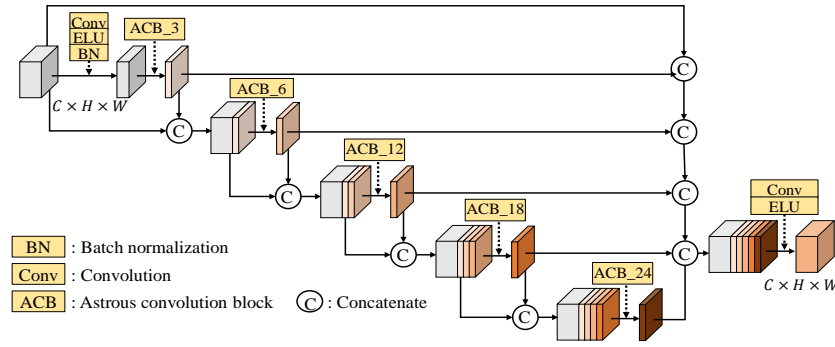 Conv
ELU
BN
ACB_3
C
C × H × W
ACB_6
C
C
ACB_12
C
C
ACB_18
C
Conv
ELU
C
C
ACB_24
C
C × H × W
BN : Batch normalization
Conv : Convolution
ACB : Astrous convolution block
C : Concatenate